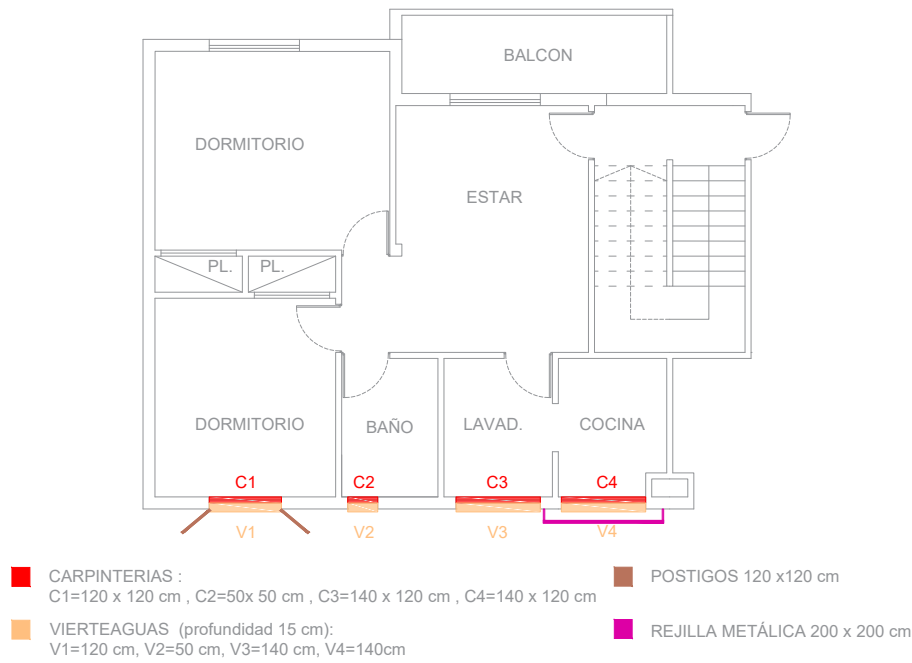 BALCON
DORMITORIO
ESTAR
PL. PL.
DORMITORIO
BAÑO
LAVAD.
COCINA
C1 C2 C3 C4
V1 V2 V3 V4
CARPINTERIAS :
C1=120 x 120 cm , C2=50x 50 cm , C3=140 x 120 cm , C4=140 x 120 cm
VIERTEAGUAS (profundidad 15 cm):
V1=120 cm, V2=50 cm, V3=140 cm, V4=140cm
POSTIGOS 120 x120 cm
REJILLA METÁLICA 200 x 200 cm